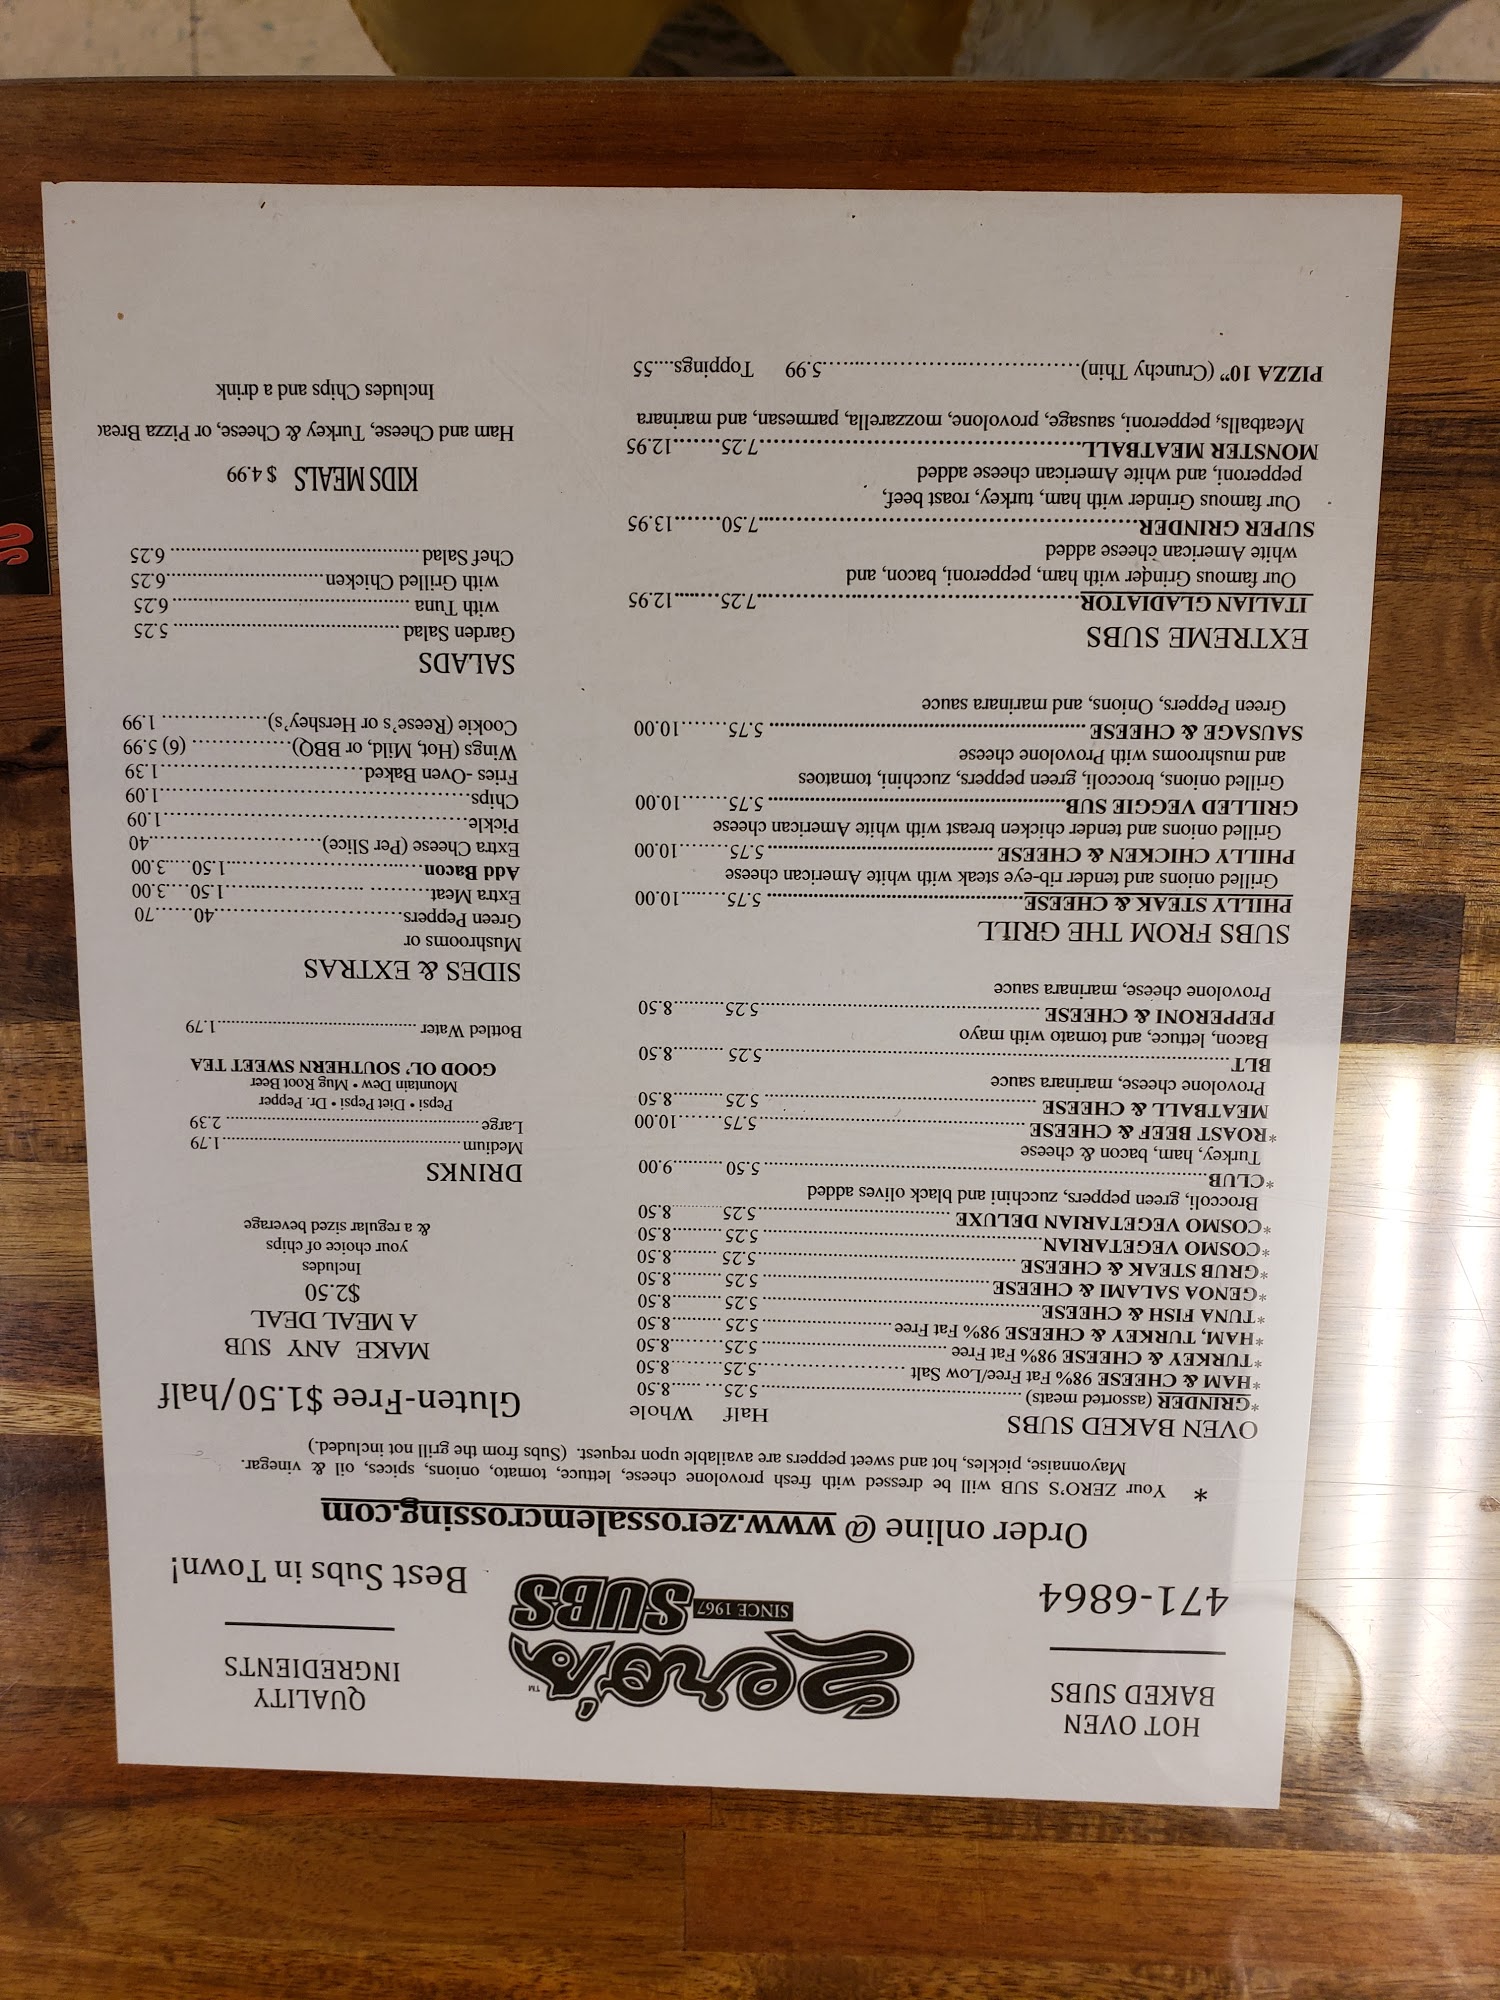 HOT OVEN
BAKED SUBS
471-6864
Zero's™
SINCE 1967 SUBS
QUALITY
INGREDIENTS
Best Subs in Town!
Order online @ www.zerossalemcrossing.com
* Your ZERO'S SUB will be dressed with fresh provolone cheese, lettuce, tomato, onions, spices, oil & vinegar.
Mayonnaise, pickles, hot and sweet peppers are available upon request. (Subs from the grill not included.)
OVEN BAKED SUBS Half Whole
*GRINDER (assorted meats)........5.25........8.50
*HAM & CHEESE 98% Fat Free/Low Salt........5.25........8.50
*TURKEY & CHEESE 98% Fat Free........5.25........8.50
*HAM, TURKEY & CHEESE 98% Fat Free........5.25........8.50
*TUNA FISH & CHEESE........5.25........8.50
*GENOA SALAMI & CHEESE........5.25........8.50
*GRUB STEAK & CHEESE........5.25........8.50
*COSMO VEGETARIAN........5.25........8.50
*COSMO VEGETARIAN DELUXE........5.25........8.50
Broccoli, green peppers, zucchini and black olives added
*CLUB........5.50........9.00
Turkey, ham, bacon & cheese
*ROAST BEEF & CHEESE........5.75........10.00
MEATBALL & CHEESE........5.25........8.50
Provolone cheese, marinara sauce
BLT........5.25........8.50
Bacon, lettuce, and tomato with mayo
PEPPERONI & CHEESE........5.25........8.50
Provolone cheese, marinara sauce
SUBS FROM THE GRILL
PHILLY STEAK & CHEESE........5.75........10.00
Grilled onions and tender rib-eye steak with white American cheese
PHILLY CHICKEN & CHEESE........5.75........10.00
Grilled onions and tender chicken breast with white American cheese
GRILLED VEGGIE SUB........5.75........10.00
Grilled onions, broccoli, green peppers, zucchini, tomatoes
and mushrooms with Provolone cheese
SAUSAGE & CHEESE........5.75........10.00
Green Peppers, Onions, and marinara sauce
EXTREME SUBS
ITALIAN GLADIATOR........7.25........12.95
Our famous Grinder with ham, pepperoni, bacon, and
white American cheese added
SUPER GRINDER........7.50........13.95
Our famous Grinder with ham, turkey, roast beef,
pepperoni, and white American cheese added
MONSTER MEATBALL........7.25........12.95
Meatballs, pepperoni, sausage, provolone, mozzarella, parmesan, and marinara
PIZZA 10” (Crunchy Thin)........5.99 Toppings....55
Gluten-Free $1.50/half
MAKE ANY SUB
A MEAL DEAL
$2.50
Includes
your choice of chips
& a regular sized beverage
DRINKS
Medium........1.79
Large........2.39
Pepsi • Diet Pepsi • Dr. Pepper
Mountain Dew • Mug Root Beer
GOOD OL' SOUTHERN SWEET TEA
Bottled Water........1.79
SIDES & EXTRAS
Mushrooms or
Green Peppers........40......70
Extra Meat........1.50....3.00
Add Bacon........1.50....3.00
Extra Cheese (Per Slice)........40
Pickle........1.09
Chips........1.09
Fries -Oven Baked........1.39
Wings (Hot, Mild, or BBQ)........(6) 5.99
Cookie (Reese's or Hershey's)........1.99
SALADS
Garden Salad........5.25
with Tuna........6.25
with Grilled Chicken........6.25
Chef Salad........6.25
KIDS MEALS $ 4.99
Ham and Cheese, Turkey & Cheese, or Pizza Bread
Includes Chips and a drink